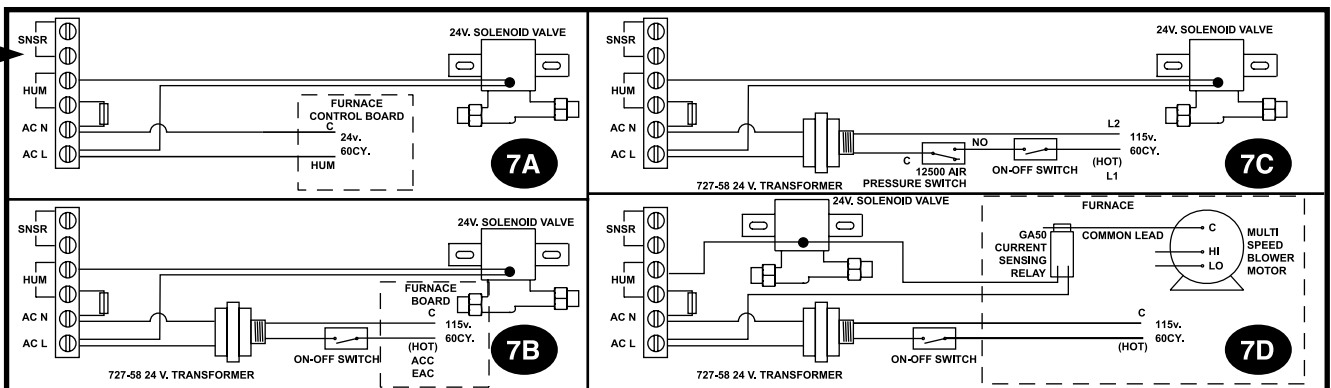 SNSR
HUM
AC N
AC L
24V. SOLENOID VALVE
FURNACE
CONTROL BOARD
C
24v.
60CY.
HUM
7A
SNSR
HUM
AC N
AC L
24V. SOLENOID VALVE
FURNACE
BOARD
C
115v.
60CY.
(HOT)
ACC
EAC
ON-OFF SWITCH
727-58 24 V. TRANSFORMER
7B
SNSR
HUM
AC N
AC L
24V. SOLENOID VALVE
L2
115v.
60CY.
NO
C
(HOT)
L1
12500 AIR
PRESSURE SWITCH
ON-OFF SWITCH
727-58 24 V. TRANSFORMER
7C
SNSR
HUM
AC N
AC L
24V. SOLENOID VALVE
FURNACE
GA50
CURRENT
SENSING
RELAY
COMMON LEAD
C
HI
LO
MULTI
SPEED
BLOWER
MOTOR
C
115v.
60CY.
(HOT)
ON-OFF SWITCH
727-58 24 V. TRANSFORMER
7D